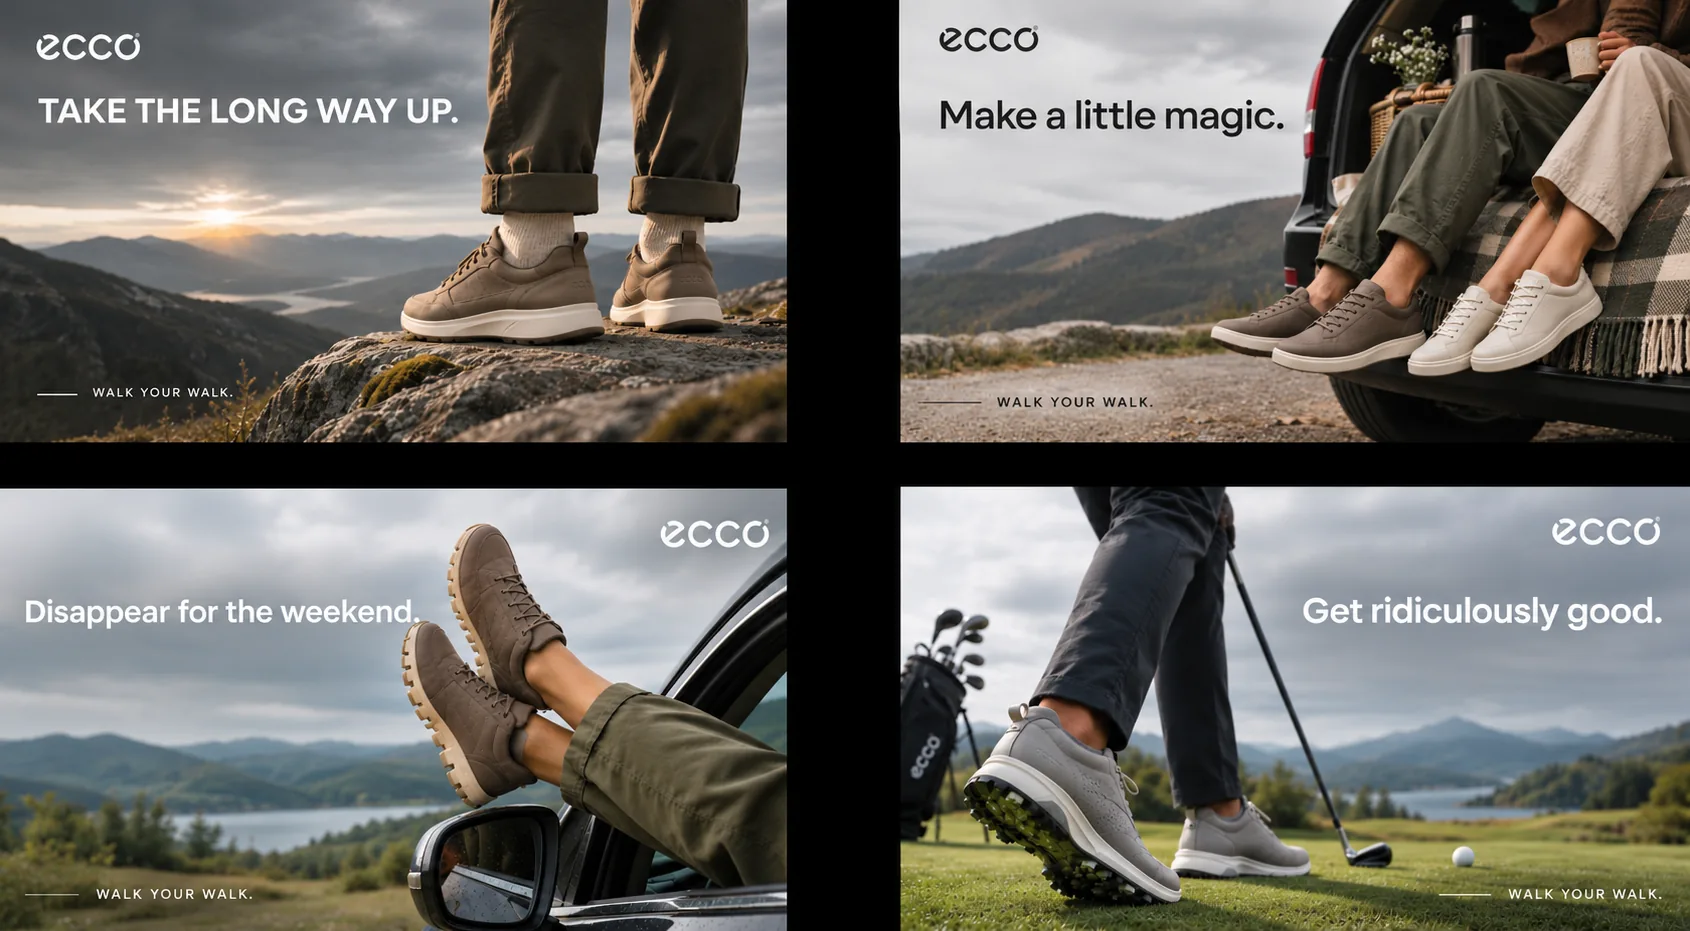 ecco
TAKE THE LONG WAY UP.
WALK YOUR WALK.
ecco
Make a little magic.
WALK YOUR WALK.
ecco
Disappear for the weekend.
WALK YOUR WALK.
ecco
Get ridiculously good.
ecco
WALK YOUR WALK.